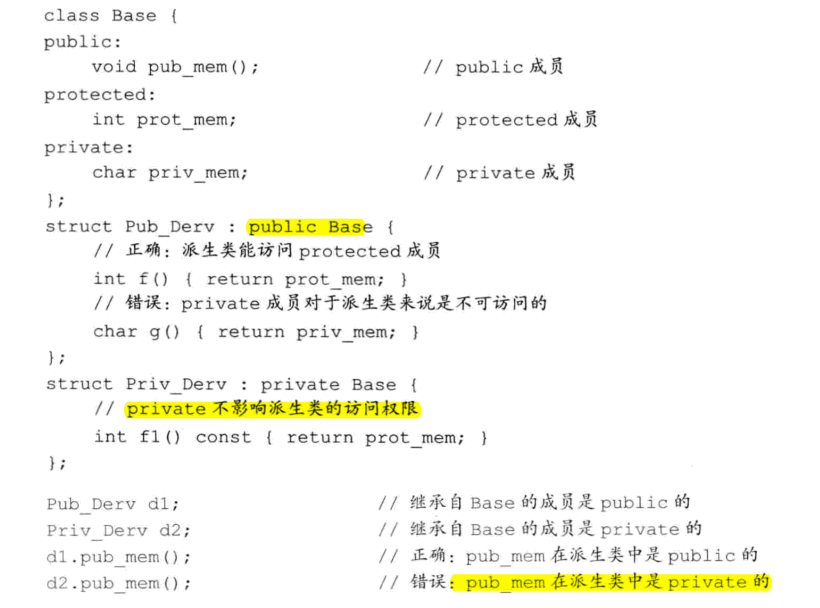 class Base {
public:
    void pub_mem();                // public 成员
protected:
    int prot_mem;                  // protected 成员
private:
    char priv_mem;                 // private 成员
};
struct Pub_Derv : public Base {
    // 正确：派生类能访问 protected 成员
    int f() { return prot_mem; }
    // 错误：private 成员对于派生类来说是不可访问的
    char g() { return priv_mem; }
};
struct Priv_Derv : private Base {
    // private 不影响派生类的访问权限
    int f1() const { return prot_mem; }
};
Pub_Derv d1;                   // 继承自 Base 的成员是 public 的
Priv_Derv d2;                  // 继承自 Base 的成员是 private 的
d1.pub_mem();                  // 正确：pub_mem 在派生类中是 public 的
d2.pub_mem();                  // 错误：pub_mem 在派生类中是 private 的